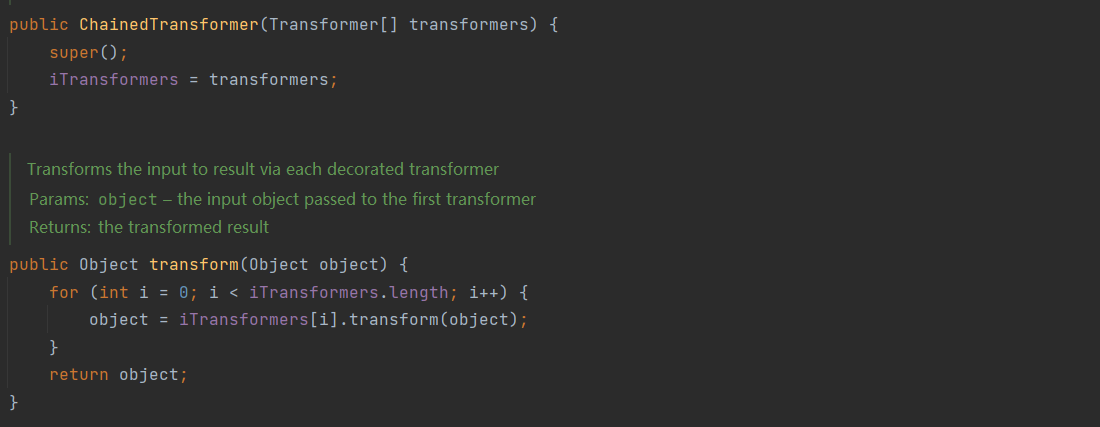 public ChainedTransformer(Transformer[] transformers) {
super();
iTransformers = transformers;
}
Transforms the input to result via each decorated transformer
Params: object – the input object passed to the first transformer
Returns: the transformed result
public Object transform(Object object) {
for (int i = 0; i < iTransformers.length; i++) {
object = iTransformers[i].transform(object);
}
return object;
}